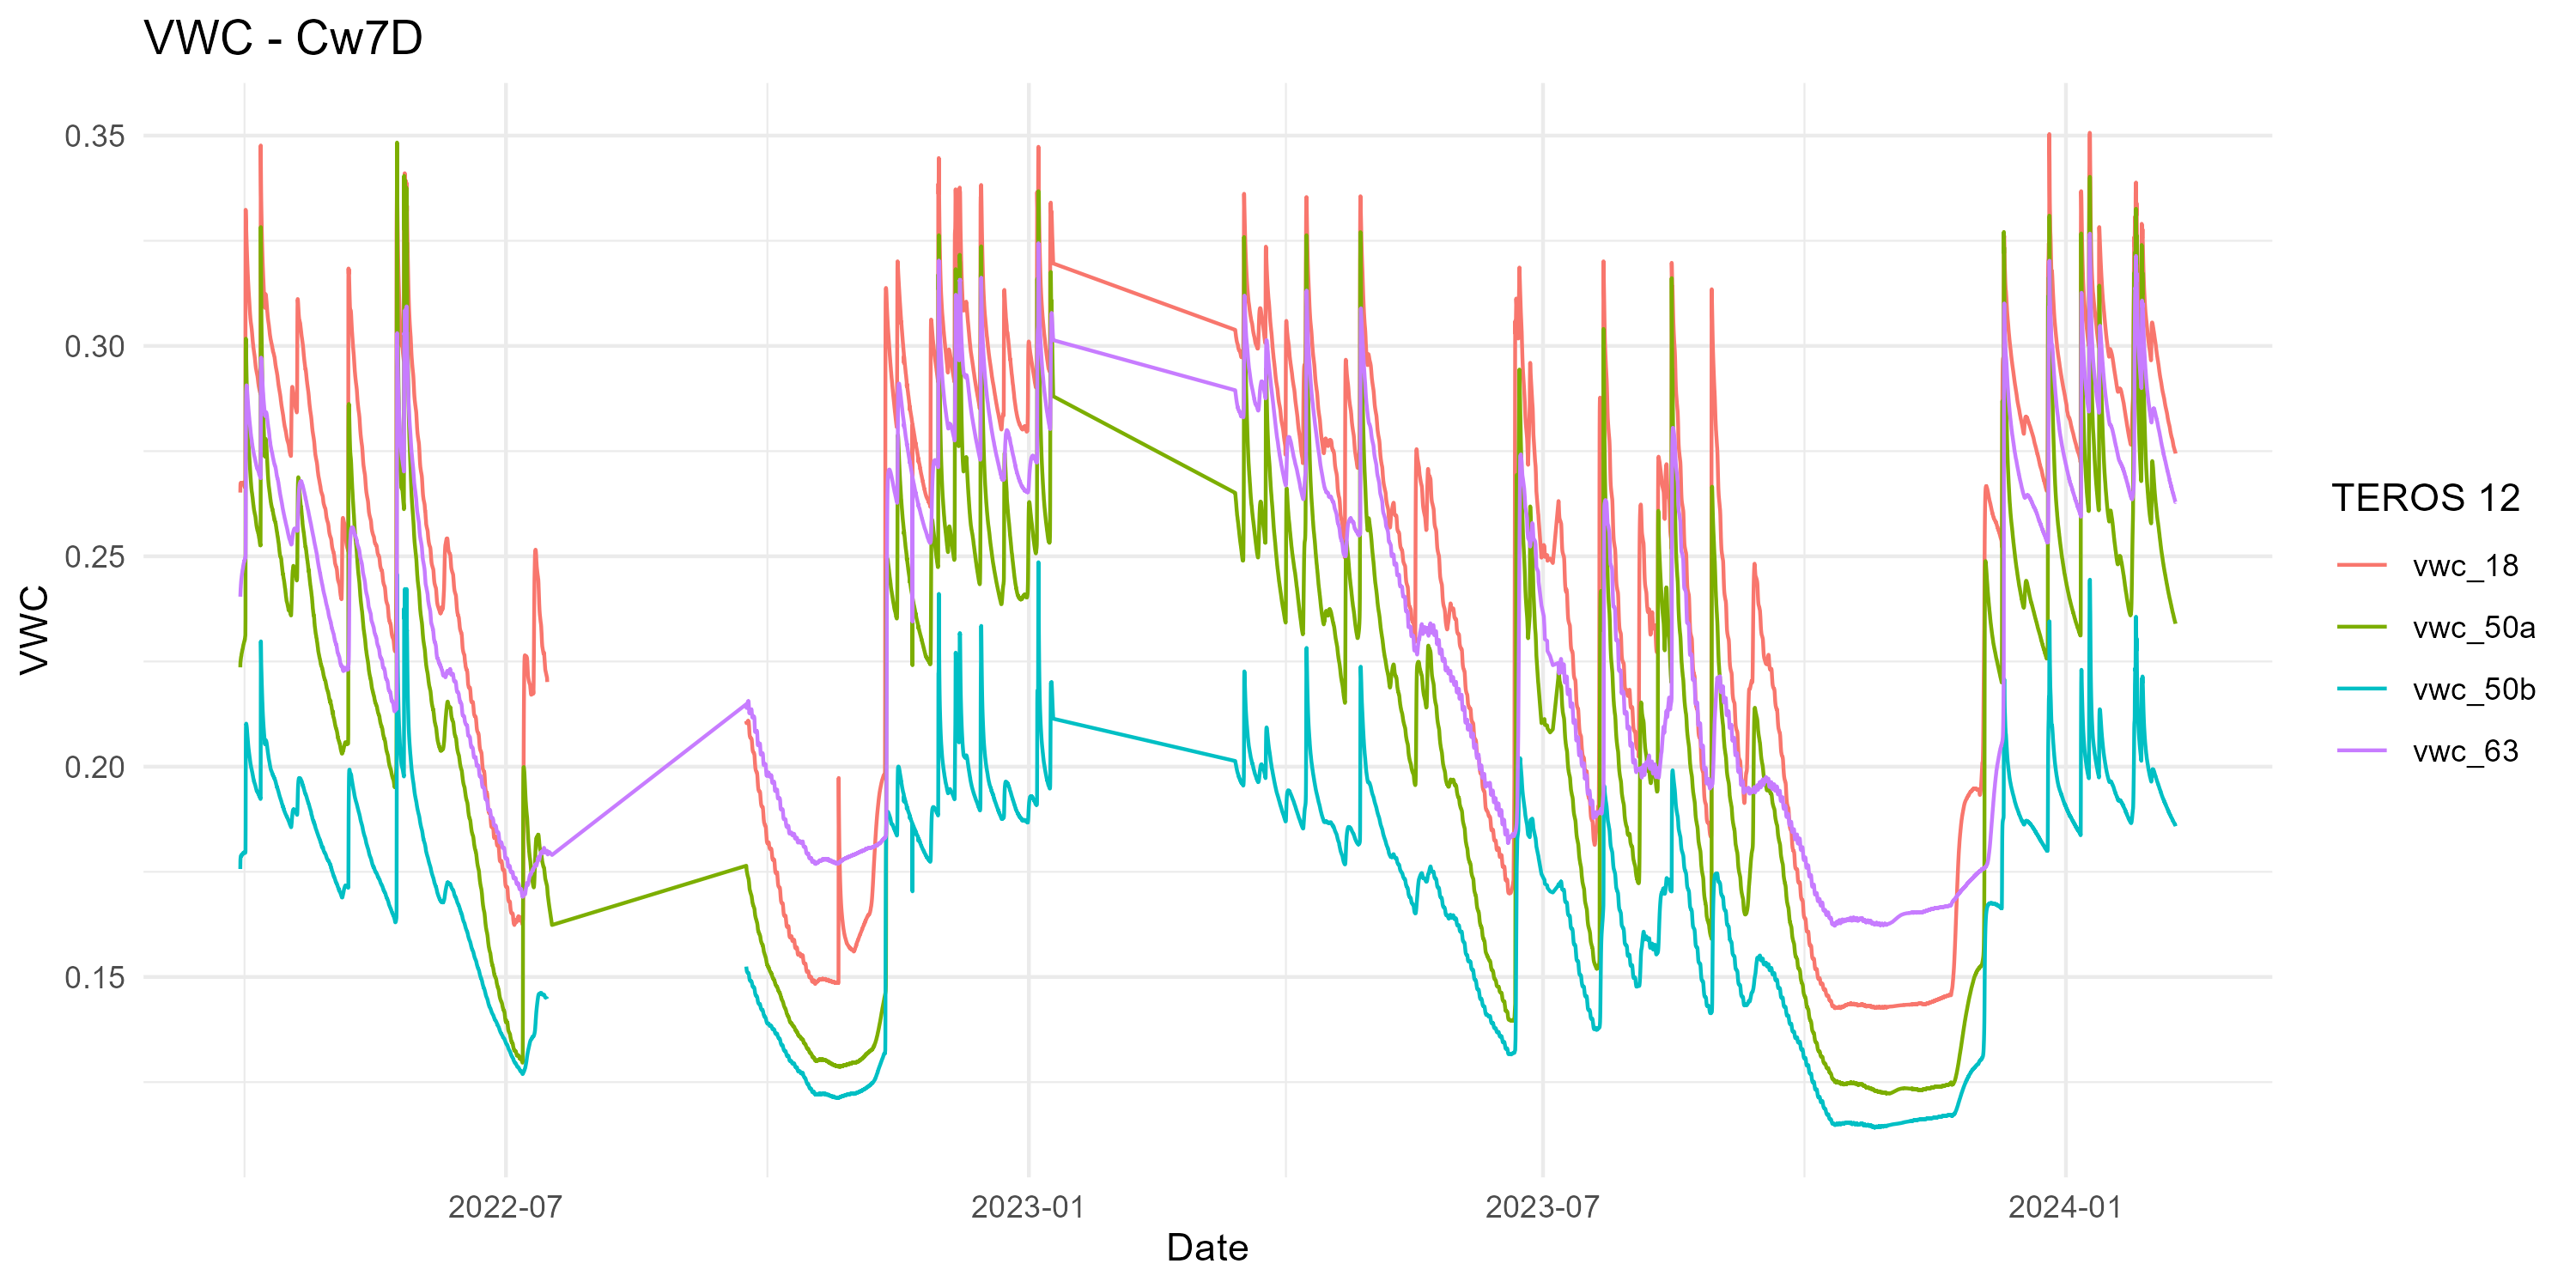 VWC - Cw7D
0.35
0.30
0.25
0.20
0.15
VWC
2022-07
2023-01
2023-07
2024-01
Date
TEROS 12
vwc_18
vwc_50a
vwc_50b
vwc_63